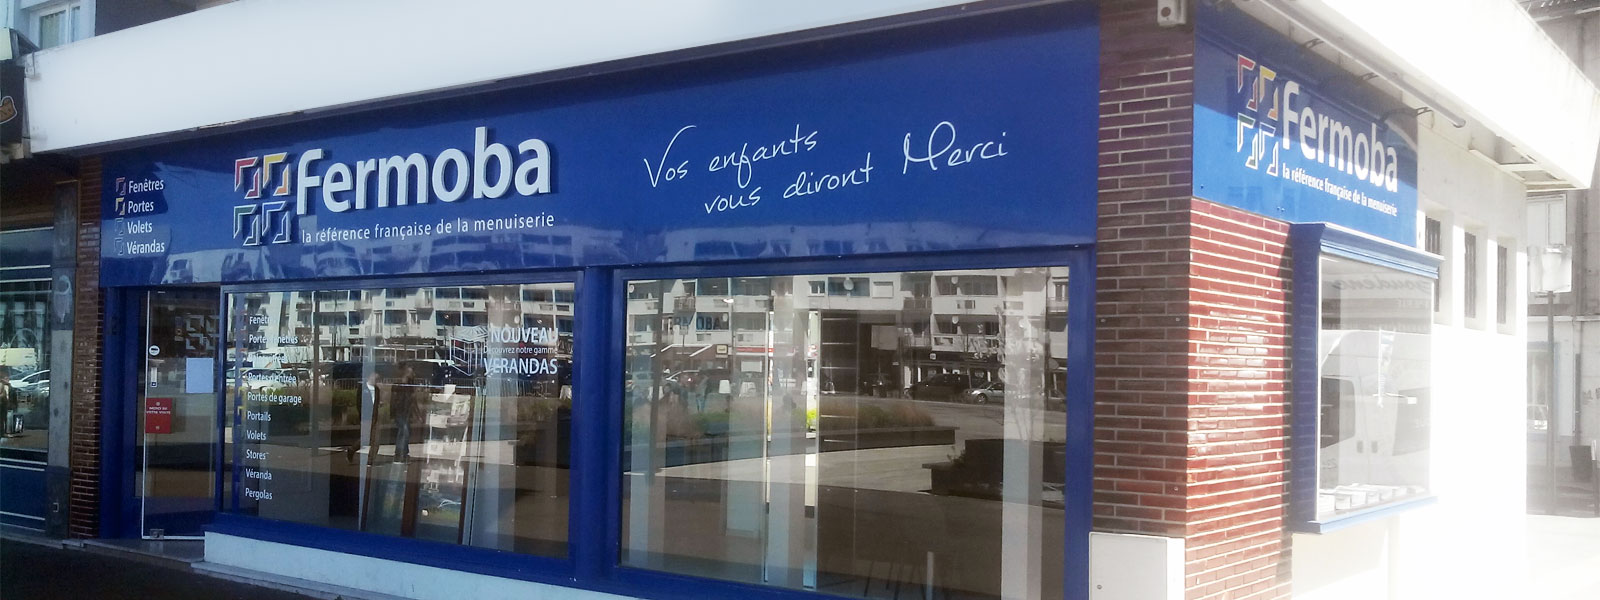 Fenêtres
Portes
Volets
Vérandas
Fermoba
la référence française de la menuiserie
Vos enfants
vous diront Merci
Fermoba
la référence française de la menuiserie
NOUVEAU
Découvrez notre gamme
VERANDAS
Fenêtres
Portes fenêtres
Portes d'entrée
Portes de garage
Portails
Volets
Stores
Véranda
Pergolas